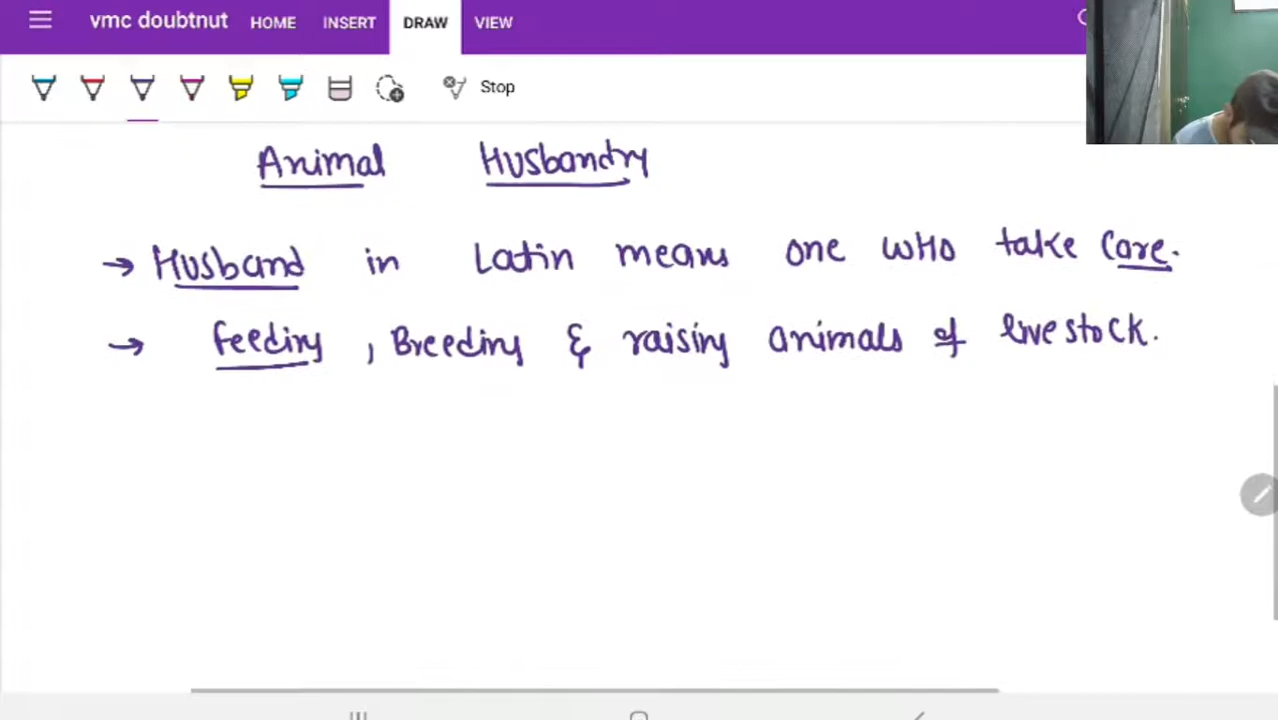 vmc doubtnut HOME INSERT DRAW VIEW
Stop
Animal Husbandry
→ Husband in Latin means one who take care.
→ feeding, Breeding & raising animals of livestock.